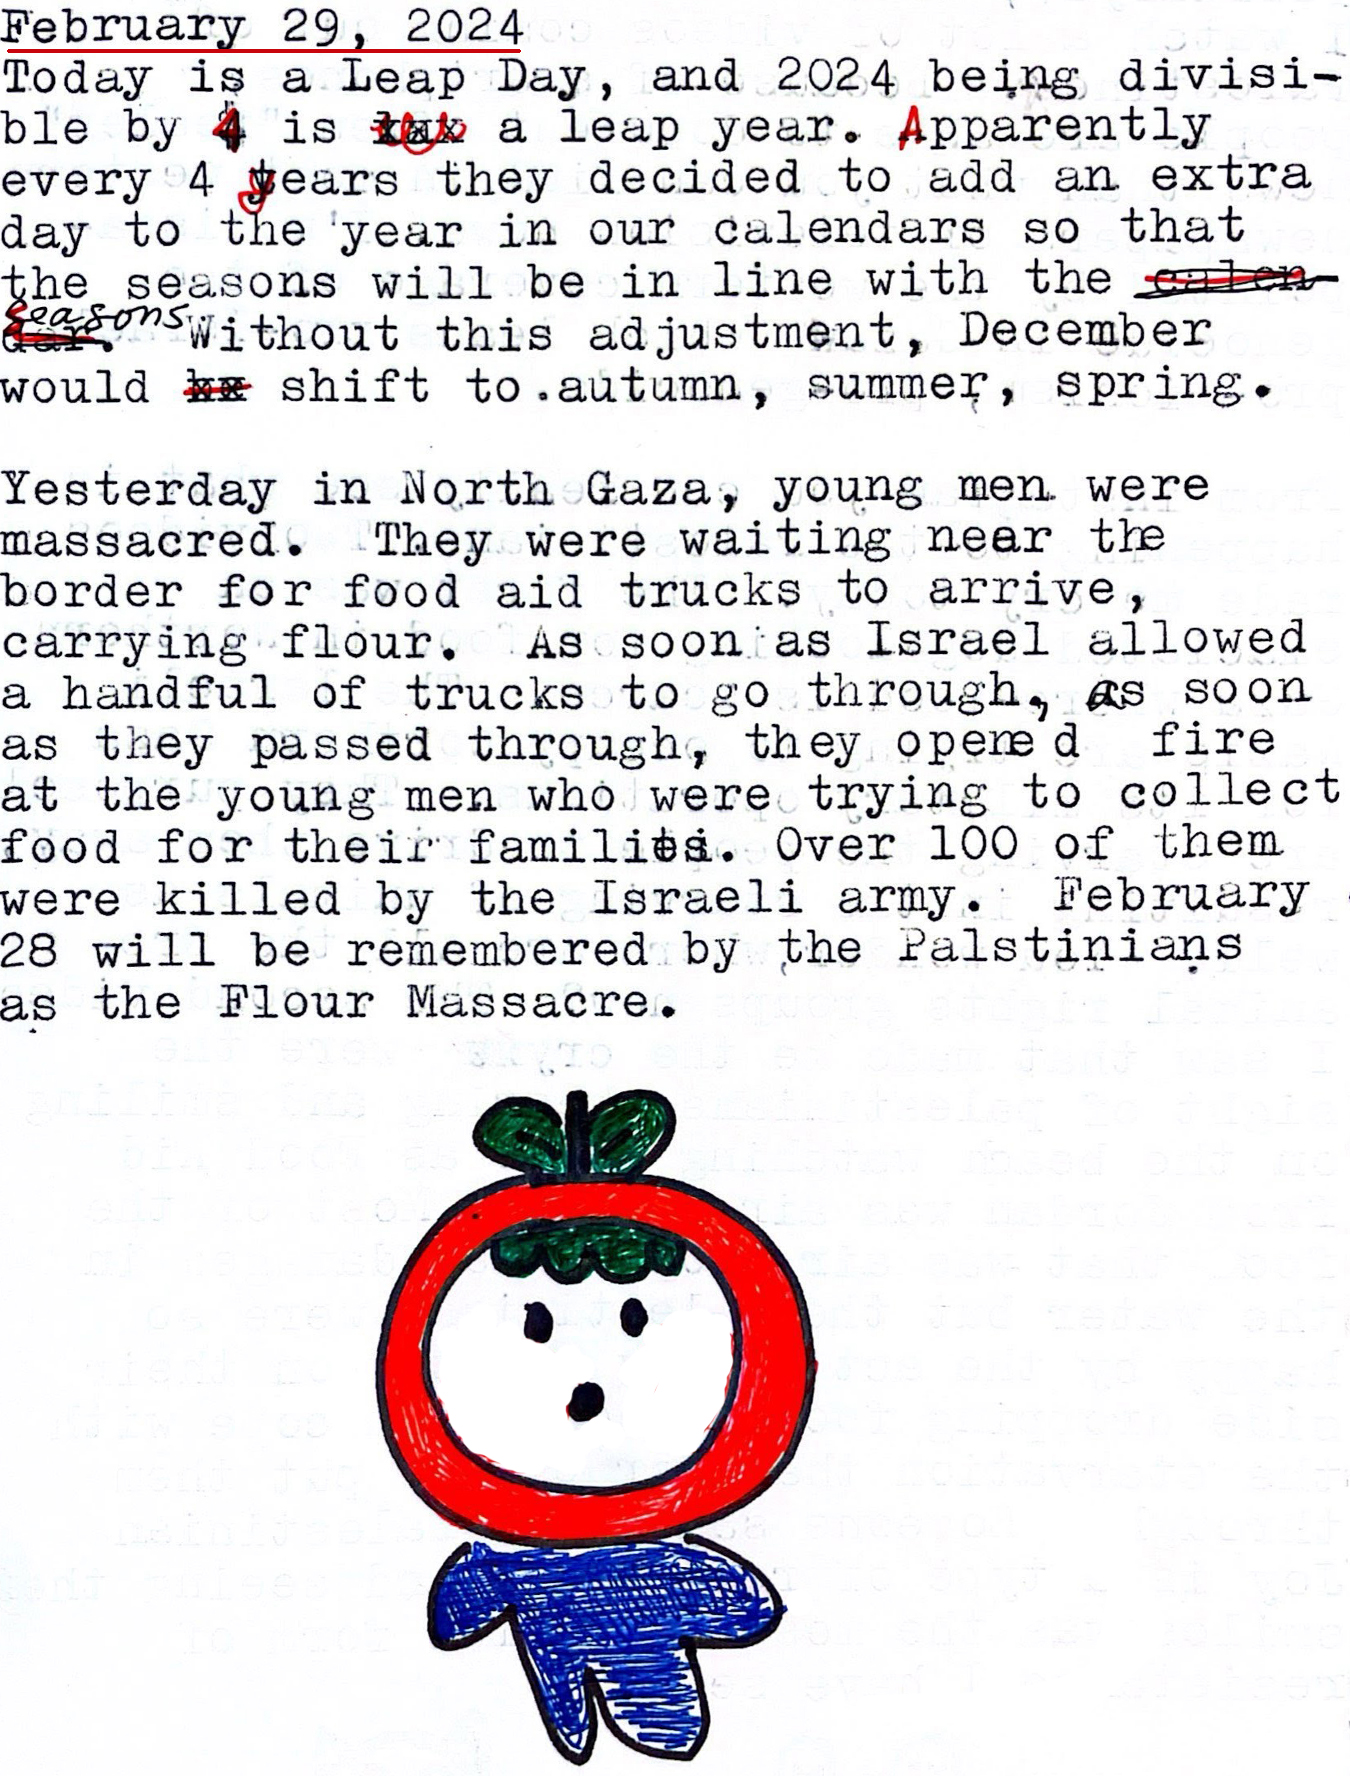 February 29, 2024
Today is a Leap Day, and 2024 being divisi-
ble by 4 is a leap year. Apparently
every 4 years they decided to add an extra
day to the year in our calendars so that
the seasons will be in line with the calen-
dar. seasons. Without this adjustment, December
would shift to autumn, summer, spring.
Yesterday in North Gaza, young men were
massacred. They were waiting near the
border for food aid trucks to arrive,
carrying flour. As soon as Israel allowed
a handful of trucks to go through, as soon
as they passed through, they opened fire
at the young men who were trying to collect
food for their families. Over 100 of them
were killed by the Israeli army. February
28 will be remembered by the Palstinians
as the Flour Massacre.